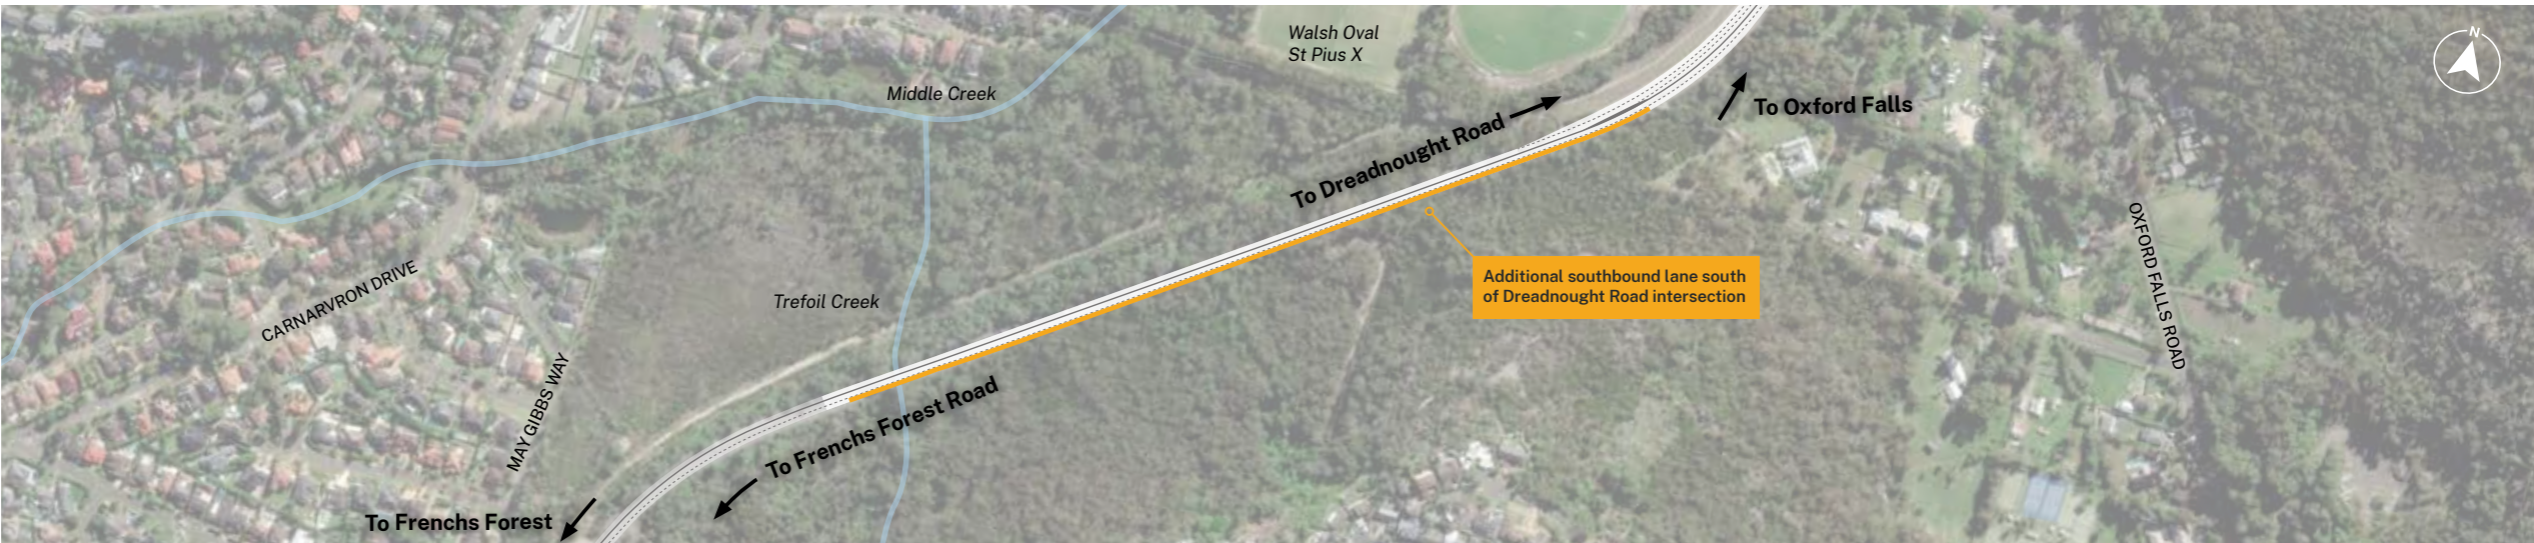 Walsh Oval
St Pius X
N
Middle Creek
To Dreadnought Road
To Oxford Falls
OXFORD FALLS ROAD
CARNARVRON DRIVE
Trefoil Creek
Additional southbound lane south
of Dreadnought Road intersection
MAY GIBBS WAY
To Frenchs Forest Road
To Frenchs Forest